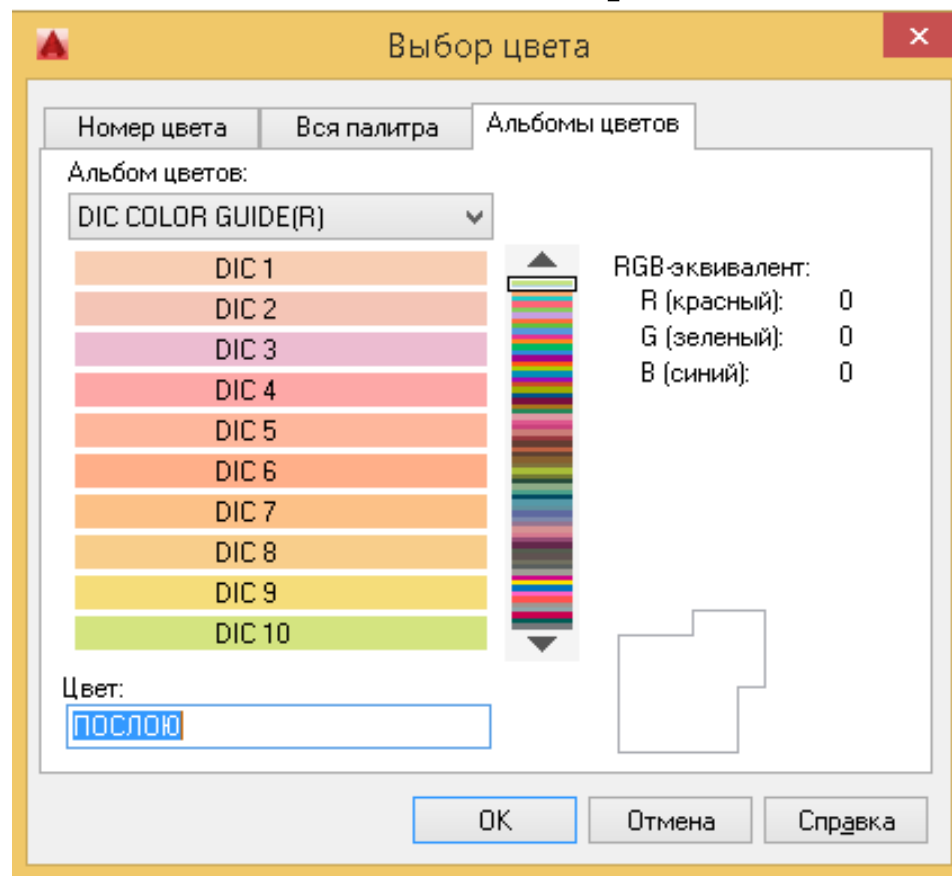 Выбор цвета
Номер цвета
Вся палитра
Альбомы цветов
Альбом цветов:
DIC COLOR GUIDE(R)
DIC 1
DIC 2
DIC 3
DIC 4
DIC 5
DIC 6
DIC 7
DIC 8
DIC 9
DIC 10
RGB-эквивалент:
R (красный): 0
G (зеленый): 0
B (синий): 0
Цвет:
ПОСЛОЮ
OK
Отмена
Справка